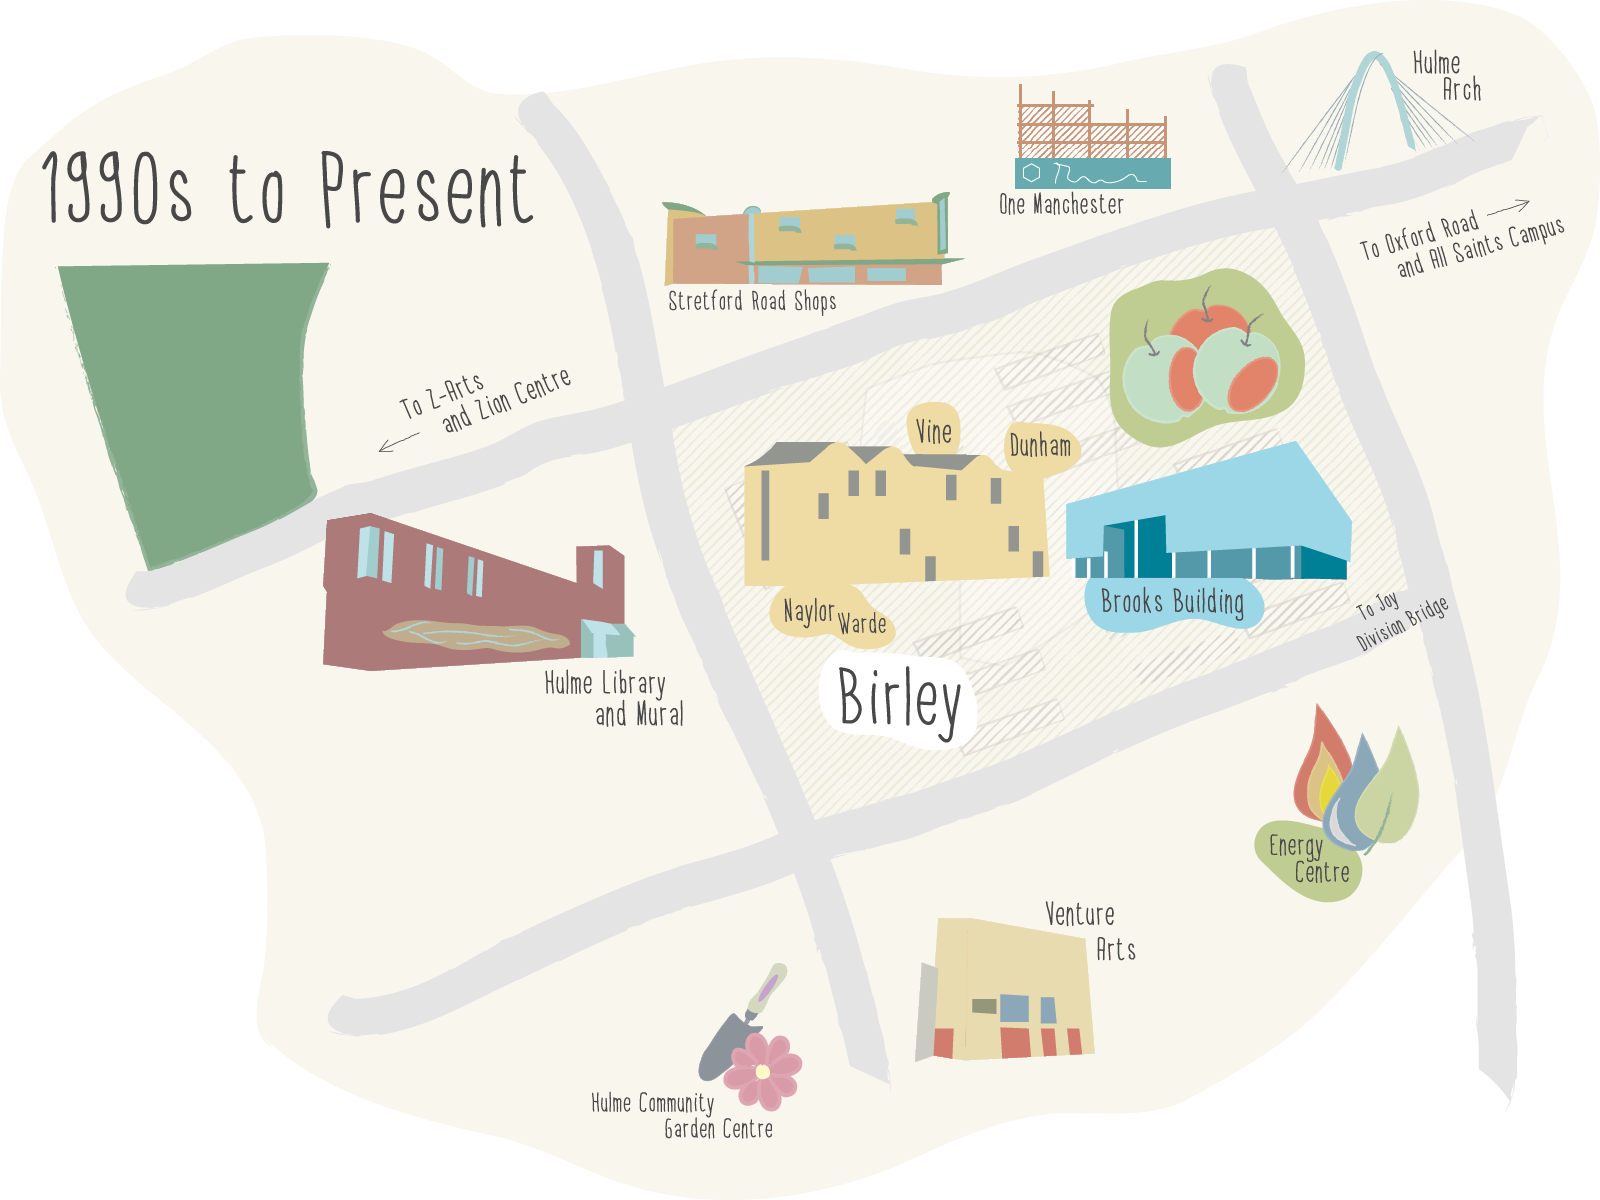 1990s to Present
Hulme
Arch
One Manchester
To Oxford Road
and All Saints Campus
Stretford Road Shops
To Z-Arts
and Zion Centre
Vine
Dunham
Naylor
Warde
Brooks Building
To Joy
Division Bridge
Birley
Hulme Library
and Mural
Energy
Centre
Venture
Arts
Hulme Community
Garden Centre